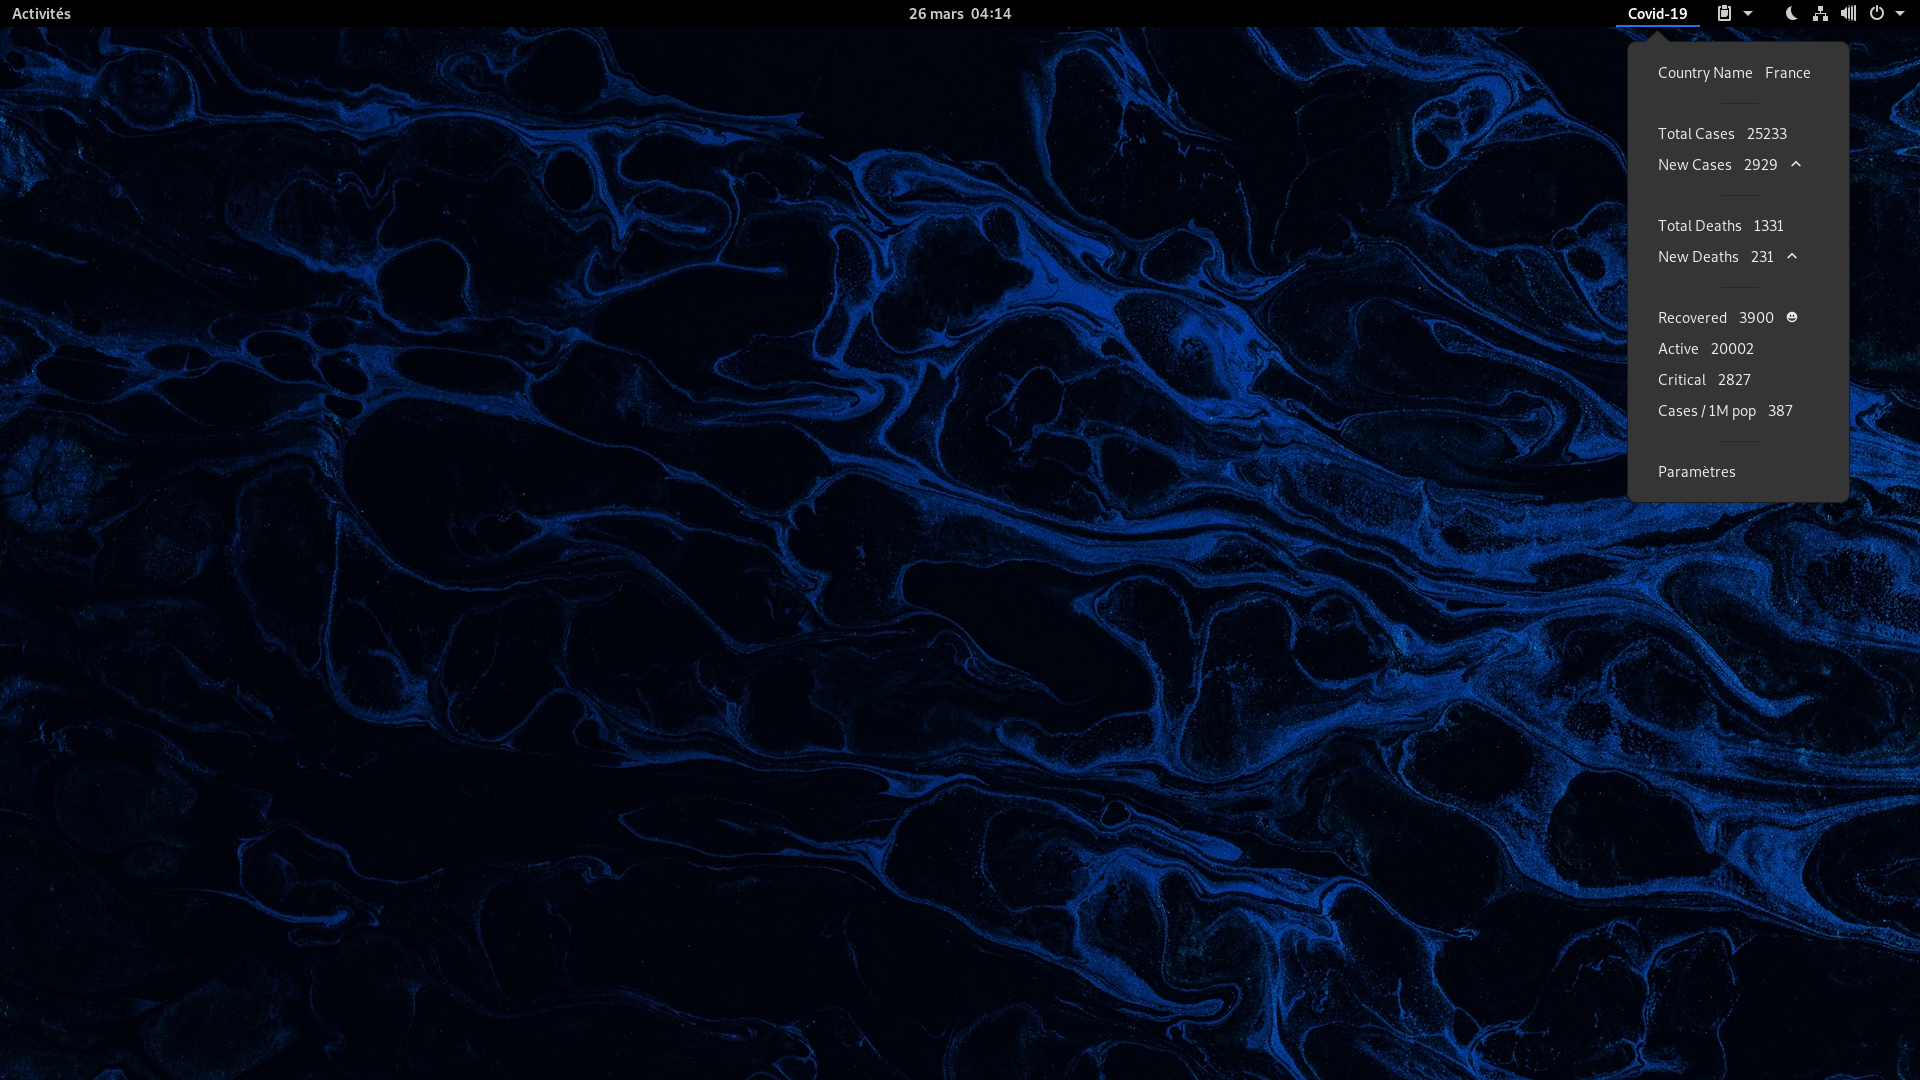 Activités 26 mars 04:14 Covid-19
Country Name France
Total Cases 25233
New Cases 2929
Total Deaths 1331
New Deaths 231
Recovered 3900
Active 20002
Critical 2827
Cases / 1M pop 387
Paramètres